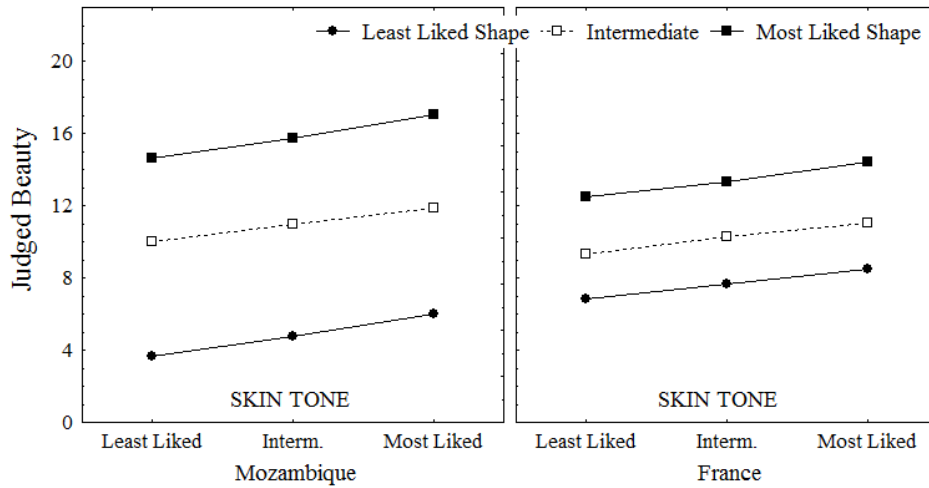 Least Liked Shape Intermediate Most Liked Shape
Judged Beauty
20
16
12
8
4
0
SKIN TONE SKIN TONE
Least Liked Interm. Most Liked Least Liked Interm. Most Liked
Mozambique France